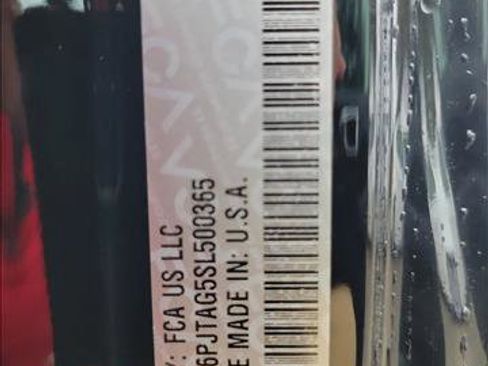 Y: FCA US LLC
6PJTAG5SL500365
E MADE IN: U.S.A.